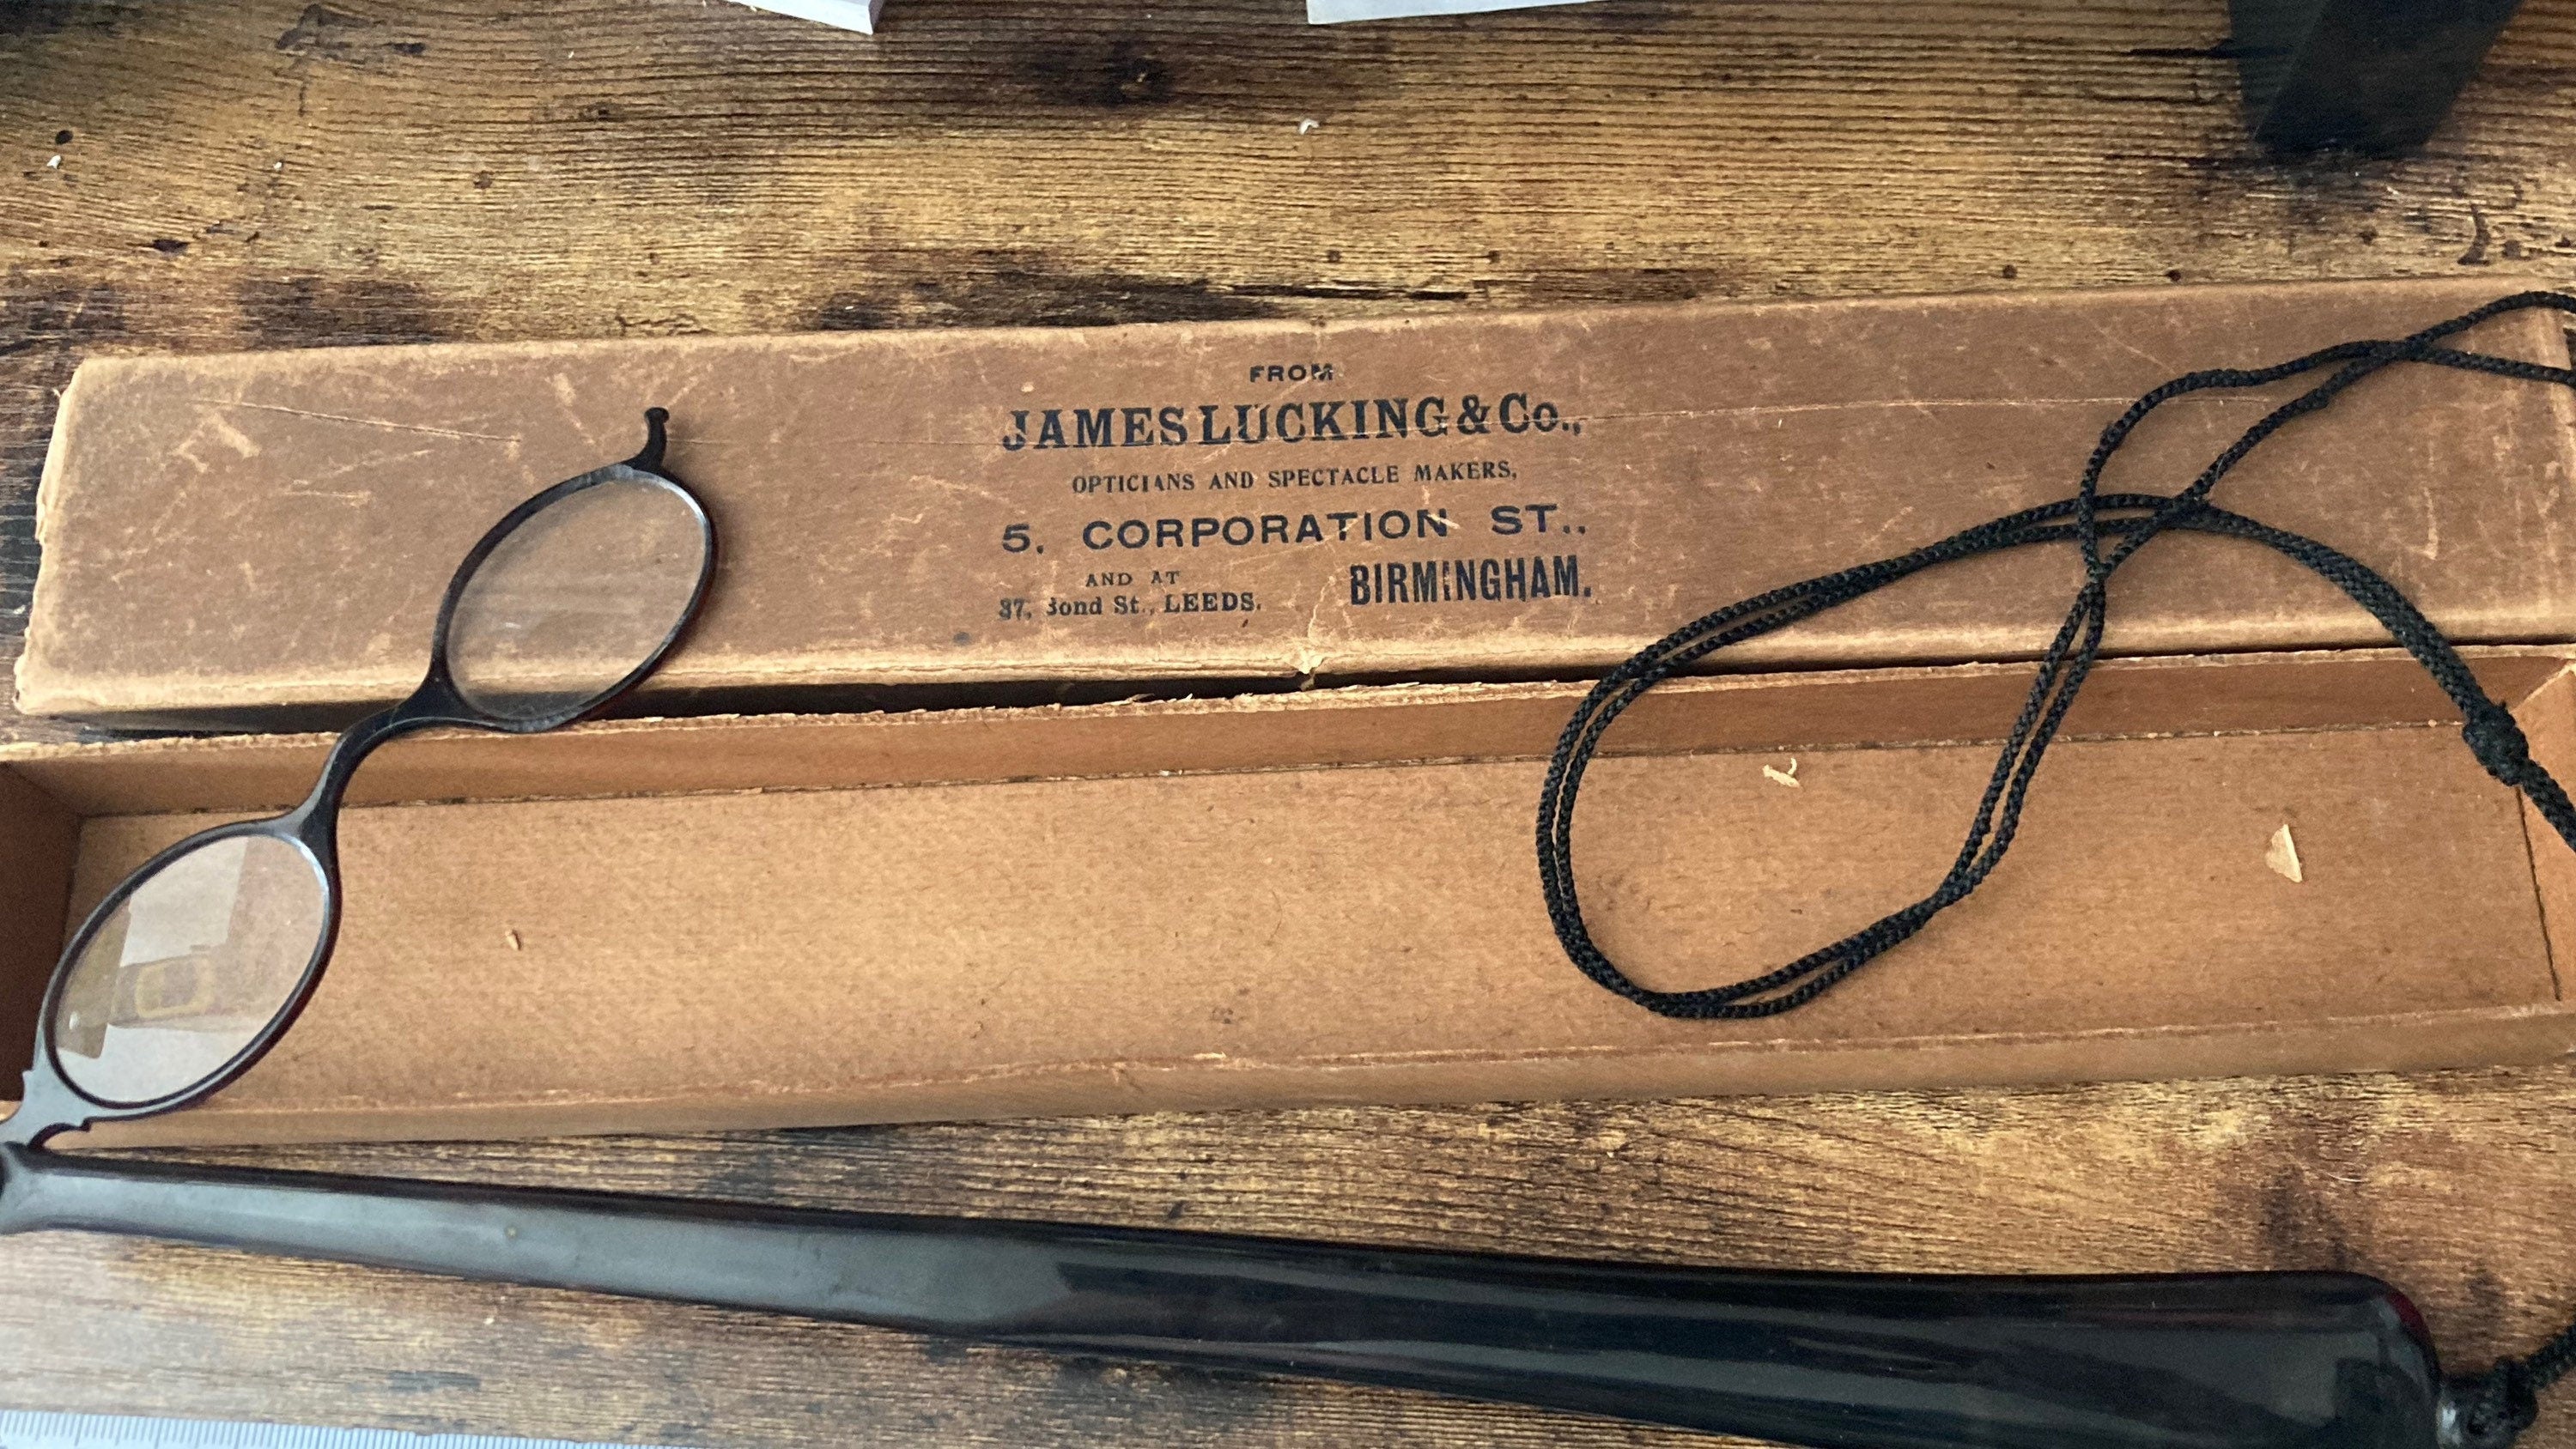 FROM
JAMES LUCKING & Co.,
OPTICIANS AND SPECTACLE MAKERS,
5, CORPORATION ST.,
AND AT
BIRMINGHAM.
37, Bond St., LEEDS.